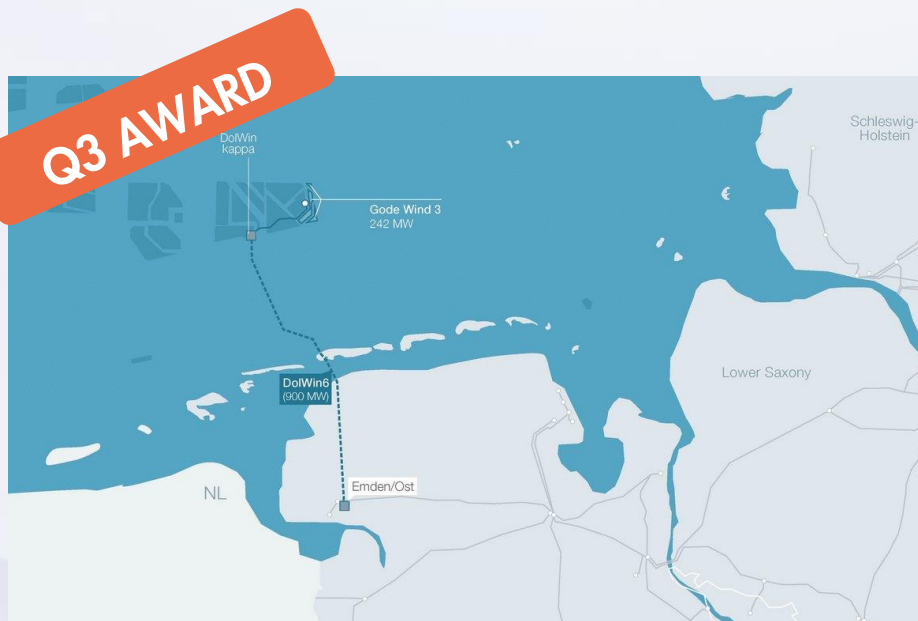 Q3 AWARD
DolWin
kappa
Schleswig-
Holstein
Gode Wind 3
242 MW
DolWin6
(900 MW)
Lower Saxony
Emden/Ost
NL